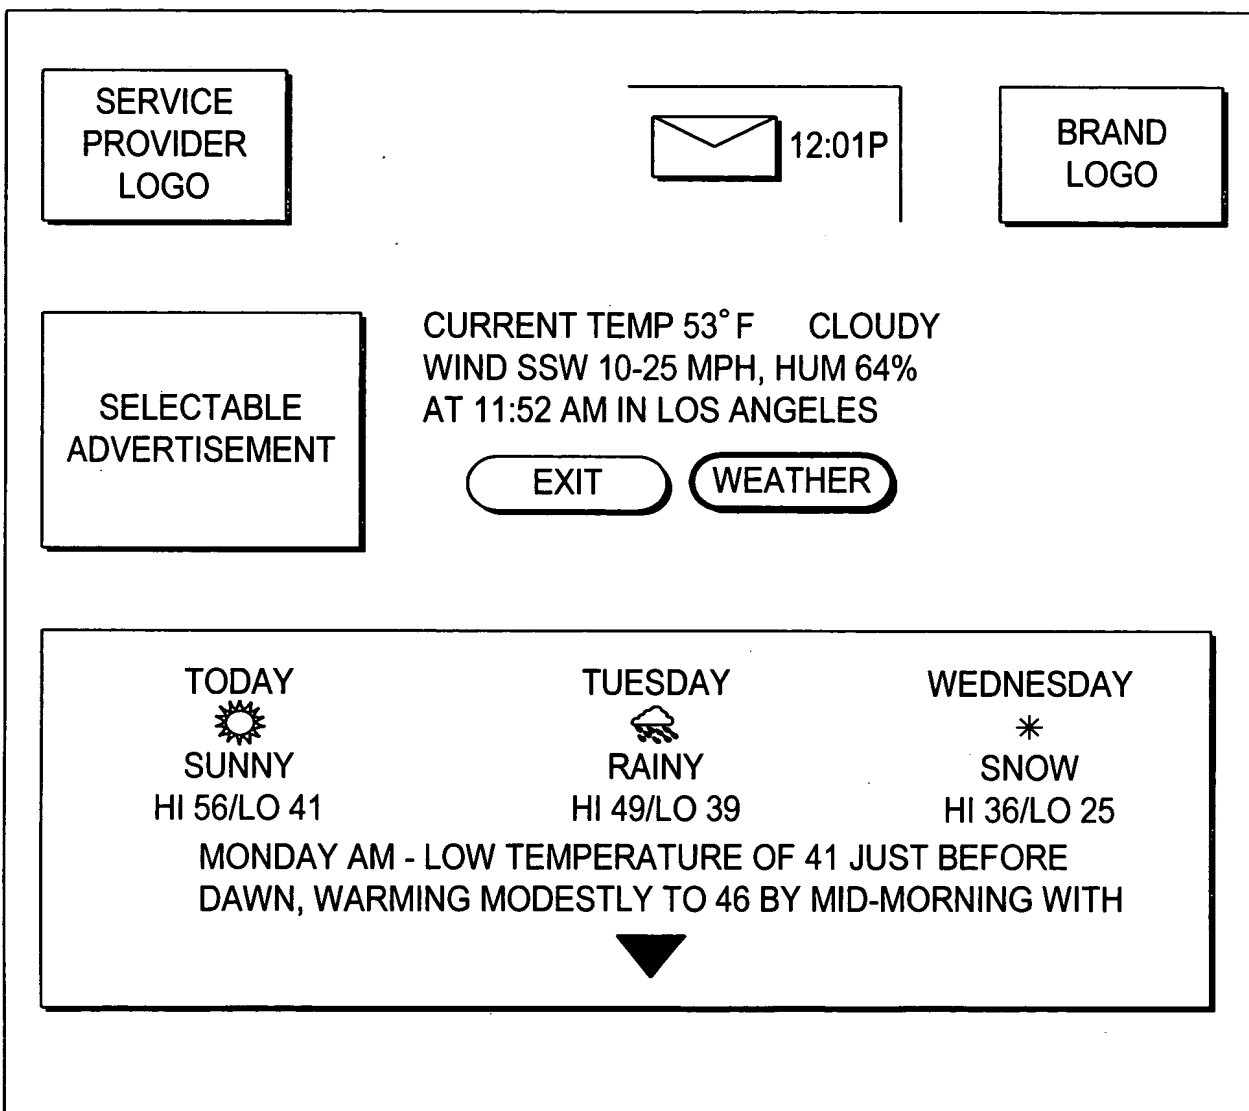 SERVICE
PROVIDER
LOGO
12:01P
BRAND
LOGO
SELECTABLE
ADVERTISEMENT
CURRENT TEMP 53°F CLOUDY
WIND SSW 10-25 MPH, HUM 64%
AT 11:52 AM IN LOS ANGELES
EXIT
WEATHER
TODAY
SUNNY
HI 56/LO 41
TUESDAY
RAINY
HI 49/LO 39
WEDNESDAY
SNOW
HI 36/LO 25
MONDAY AM - LOW TEMPERATURE OF 41 JUST BEFORE
DAWN, WARMING MODESTLY TO 46 BY MID-MORNING WITH